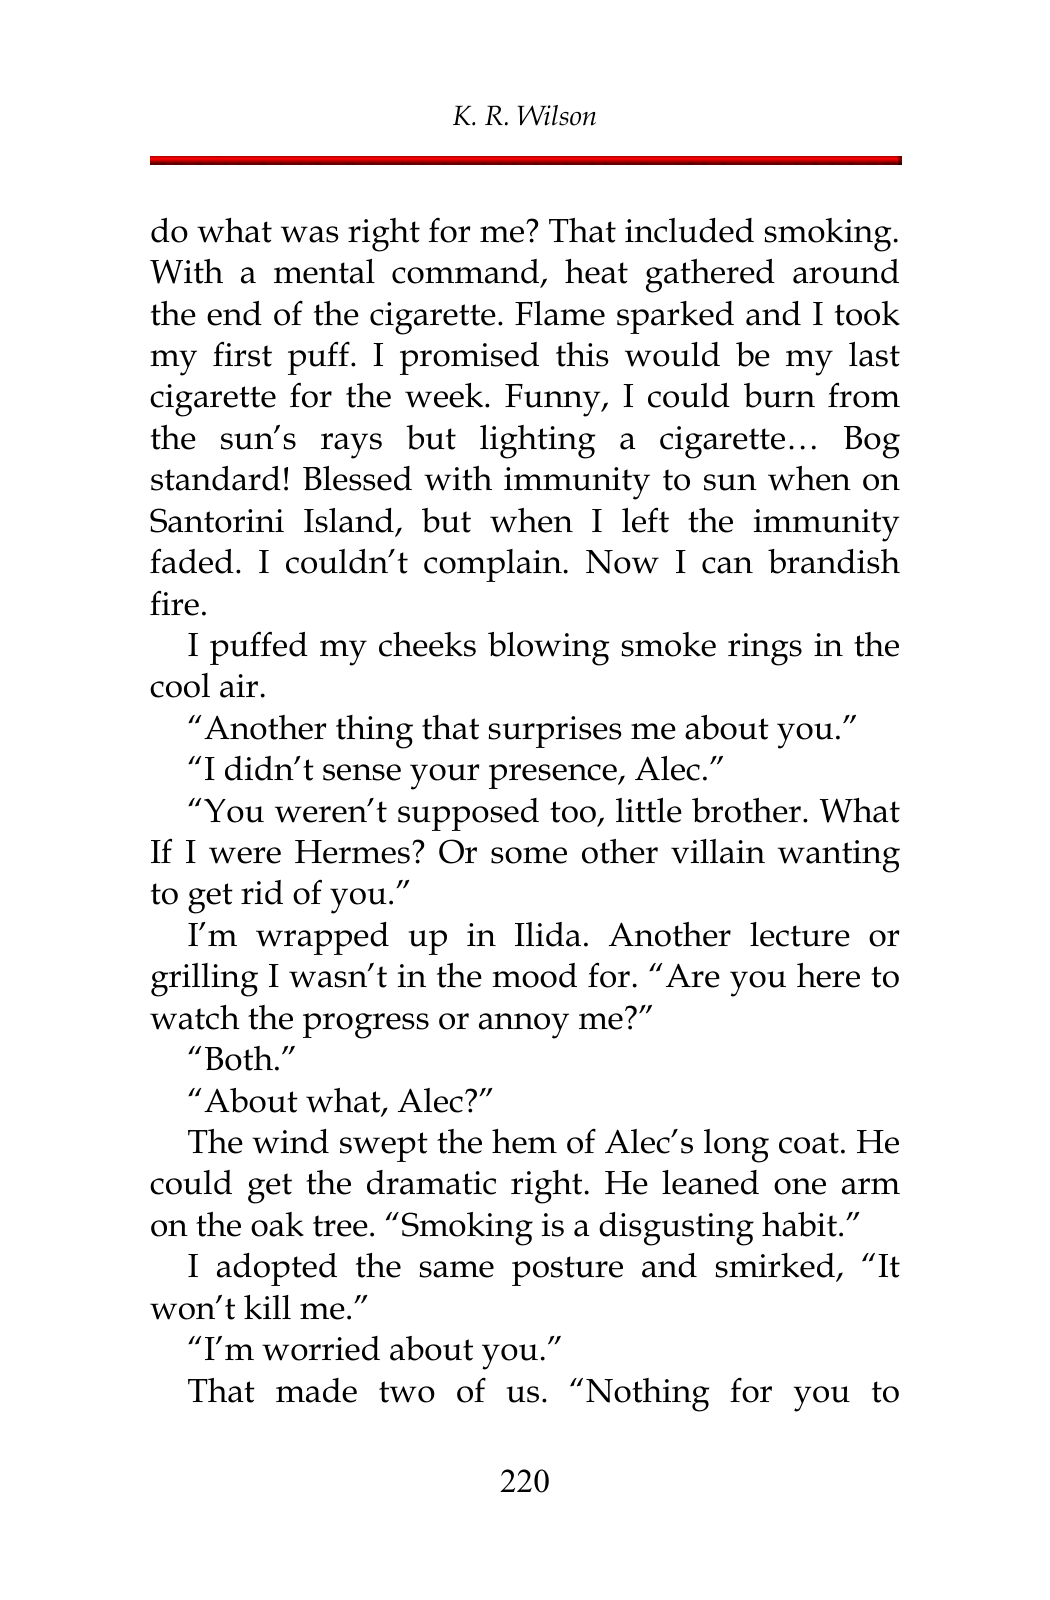 K. R. Wilson
do what was right for me? That included smoking.
With a mental command, heat gathered around
the end of the cigarette. Flame sparked and I took
my first puff. I promised this would be my last
cigarette for the week. Funny, I could burn from
the sun’s rays but lighting a cigarette… Bog
standard! Blessed with immunity to sun when on
Santorini Island, but when I left the immunity
faded. I couldn’t complain. Now I can brandish
fire.
I puffed my cheeks blowing smoke rings in the
cool air.
“Another thing that surprises me about you.”
“I didn’t sense your presence, Alec.”
“You weren’t supposed too, little brother. What
If I were Hermes? Or some other villain wanting
to get rid of you.”
I’m wrapped up in Ilida. Another lecture or
grilling I wasn’t in the mood for. “Are you here to
watch the progress or annoy me?”
“Both.”
“About what, Alec?”
The wind swept the hem of Alec’s long coat. He
could get the dramatic right. He leaned one arm
on the oak tree. “Smoking is a disgusting habit.”
I adopted the same posture and smirked, “It
won’t kill me.”
“I’m worried about you.”
That made two of us. “Nothing for you to
220